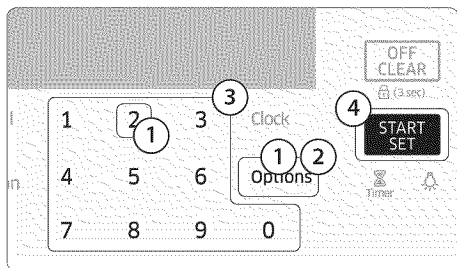 OFF
CLEAR
(3 sec)
3
4
1 2 3 Clock
START
SET
1
1 2
4 5 6 Options
Timer
n
7 8 9 0